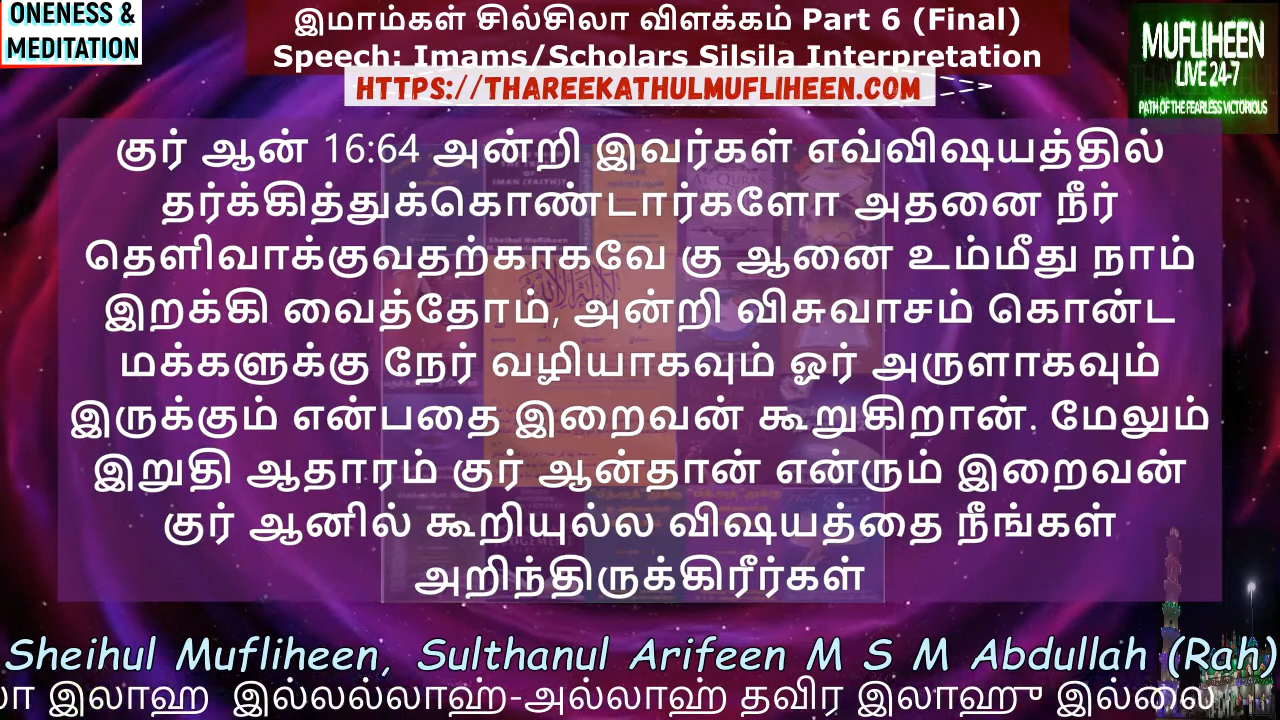 ONENESS &
MEDITATION
இமாம்கள் சில்சிலா விளக்கம் Part 6 (Final)
Speech: Imams/Scholars Silsila Interpretation
HTTPS://THAREEKATHULMUFLIHEEN.COM
MUFLIHEEN
LIVE 24-7
PATH OF THE FEARLESS VICTORIOUS
குர் ஆன் 16:64 அன்றி இவர்கள் எவ்விஷயத்தில்
தர்க்கித்துக்கொண்டார்களோ அதனை நீர்
தெளிவாக்குவதற்காகவே கு ஆனை உம்மீது நாம்
இறக்கி வைத்தோம், அன்றி விசுவாசம் கொன்ட
மக்களுக்கு நேர் வழியாகவும் ஓர் அருளாகவும்
இருக்கும் என்பதை இறைவன் கூறுகிறான். மேலும்
இறுதி ஆதாரம் குர் ஆன்தான் என்ரும் இறைவன்
குர் ஆனில் கூறியுல்ல விஷயத்தை நீங்கள்
அறிந்திருக்கிரீர்கள்
Sheihul Mufliheen, Sulthanul Arifeen M S M Abdullah (Rah)
லா இலாஹ இல்லல்லாஹ்-அல்லாஹ் தவிர இலாஹு இல்லை